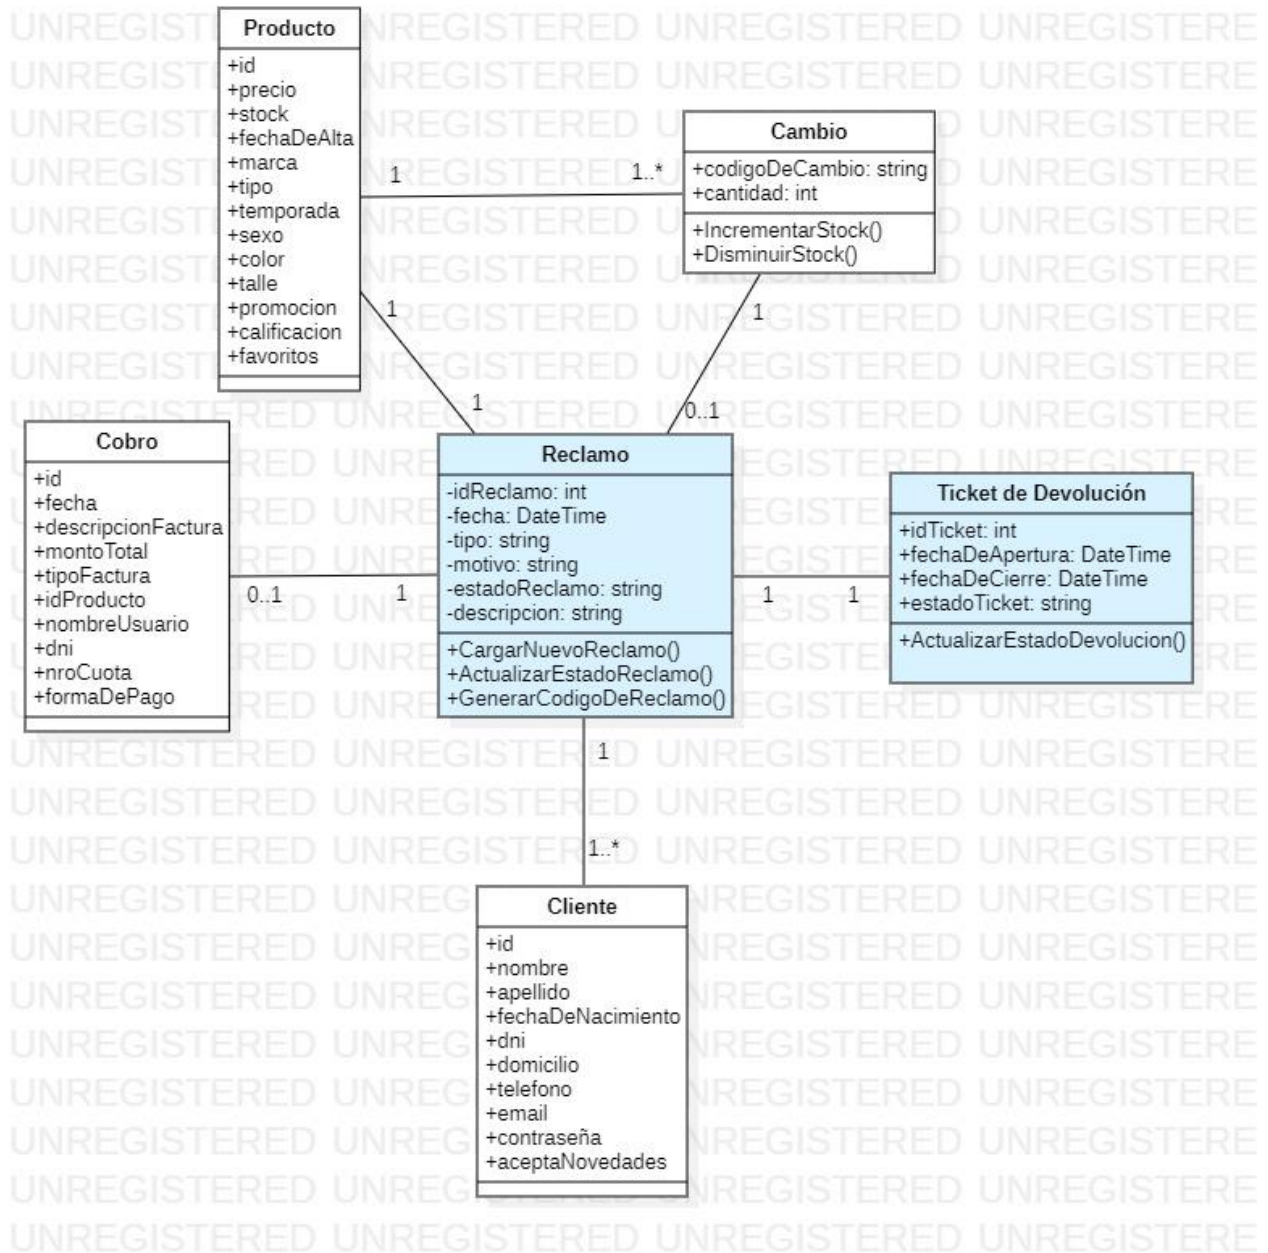 Producto
+id
+precio
+stock
+fechaDeAlta
+marca
+tipo
+temporada
+sexo
+color
+talle
+promocion
+calificacion
+favoritos
1
1..*
Cambio
+codigoDeCambio: string
+cantidad: int
+IncrementarStock()
+DisminuirStock()
1
1
1
0..1
Cobro
+id
+fecha
+descripcionFactura
+montoTotal
+tipoFactura
+idProducto
+nombreUsuario
+dni
+nroCuota
+formaDePago
0..1
1
Reclamo
-idReclamo: int
-fecha: DateTime
-tipo: string
-motivo: string
-estadoReclamo: string
-descripcion: string
+CargarNuevoReclamo()
+ActualizarEstadoReclamo()
+GenerarCodigoDeReclamo()
1
1
Ticket de Devolución
+idTicket: int
+fechaDeApertura: DateTime
+fechaDeCierre: DateTime
+estadoTicket: string
+ActualizarEstadoDevolucion()
1
1..*
Cliente
+id
+nombre
+apellido
+fechaDeNacimiento
+dni
+domicilio
+telefono
+email
+contraseña
+aceptaNovedades
UNREGISTERED UNREGISTERED UNREGISTERED